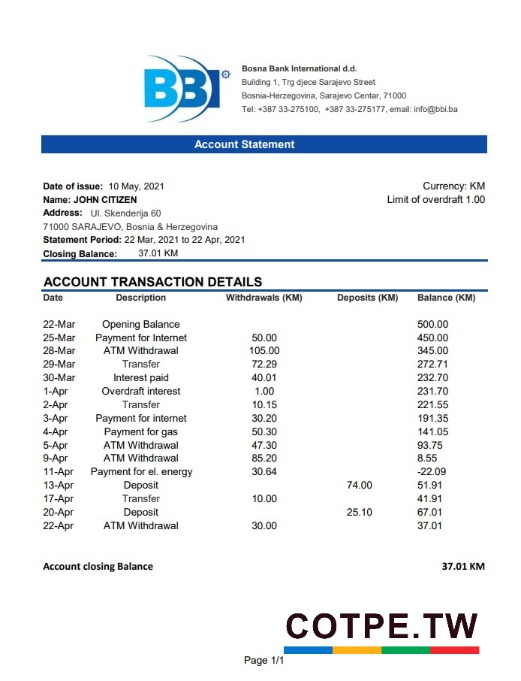 BBI
Bosna Bank International d.d.
Building 1, Trg djece Sarajevo Street
Bosnia-Herzegovina, Sarajevo Centar, 71000
Tel: +387 33-275100, +387 33-275177, email: info@bbi.ba
Account Statement
Date of issue: 10 May, 2021 Currency: KM
Name: JOHN CITIZEN Limit of overdraft 1.00
Address: Ul. Skenderija 60
71000 SARAJEVO, Bosnia & Herzegovina
Statement Period: 22 Mar, 2021 to 22 Apr, 2021
Closing Balance: 37.01 KM
ACCOUNT TRANSACTION DETAILS
Date Description Withdrawals (KM) Deposits (KM) Balance (KM)
22-Mar Opening Balance 500.00
25-Mar Payment for Internet 50.00 450.00
28-Mar ATM Withdrawal 105.00 345.00
29-Mar Transfer 72.29 272.71
30-Mar Interest paid 40.01 232.70
1-Apr Overdraft interest 1.00 231.70
2-Apr Transfer 10.15 221.55
3-Apr Payment for internet 30.20 191.35
4-Apr Payment for gas 50.30 141.05
5-Apr ATM Withdrawal 47.30 93.75
9-Apr ATM Withdrawal 85.20 8.55
11-Apr Payment for el. energy 30.64 -22.09
13-Apr Deposit 74.00 51.91
17-Apr Transfer 10.00 41.91
20-Apr Deposit 25.10 67.01
22-Apr ATM Withdrawal 30.00 37.01
Account closing Balance 37.01 KM
COTPE.TW
Page 1/1